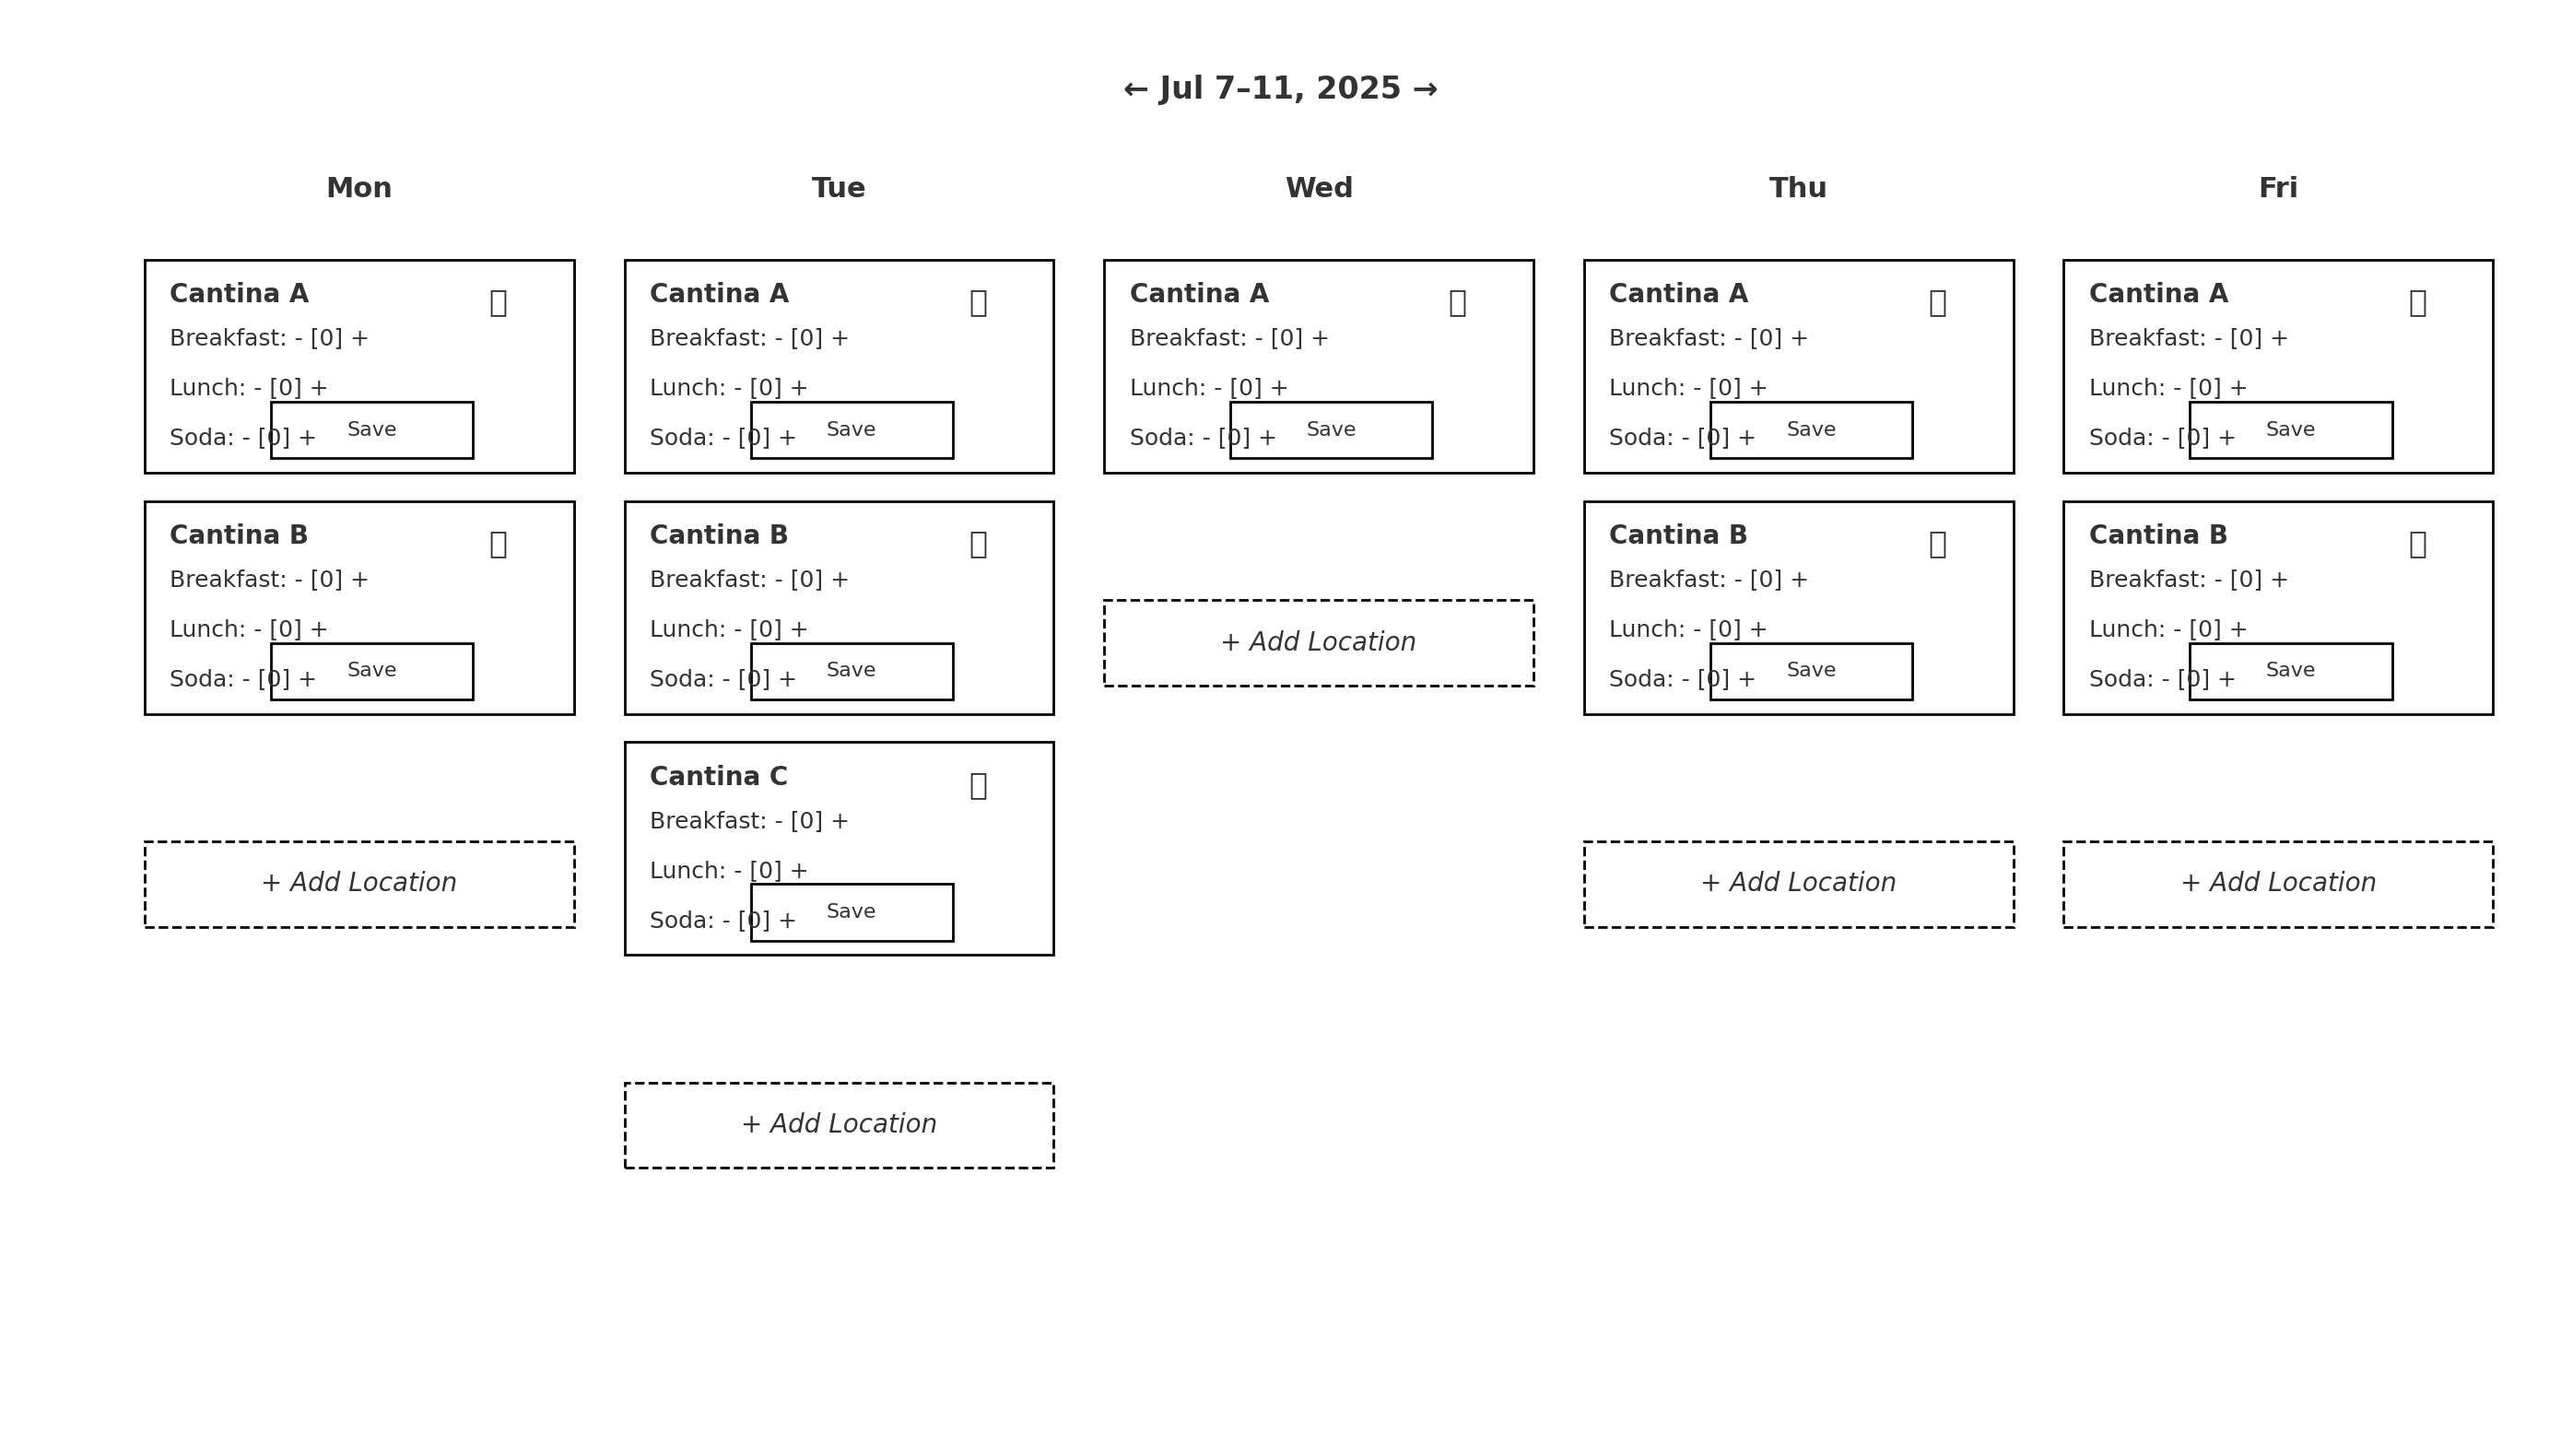 ← Jul 7–11, 2025 →
Mon
Tue
Wed
Thu
Fri
Cantina A
Breakfast: - [0] +
Lunch: - [0] +
Soda: - [0] +
Save
Cantina B
Breakfast: - [0] +
Lunch: - [0] +
Soda: - [0] +
Save
+ Add Location
Cantina A
Breakfast: - [0] +
Lunch: - [0] +
Soda: - [0] +
Save
Cantina B
Breakfast: - [0] +
Lunch: - [0] +
Soda: - [0] +
Save
Cantina C
Breakfast: - [0] +
Lunch: - [0] +
Soda: - [0] +
Save
+ Add Location
Cantina A
Breakfast: - [0] +
Lunch: - [0] +
Soda: - [0] +
Save
+ Add Location
Cantina A
Breakfast: - [0] +
Lunch: - [0] +
Soda: - [0] +
Save
Cantina B
Breakfast: - [0] +
Lunch: - [0] +
Soda: - [0] +
Save
+ Add Location
Cantina A
Breakfast: - [0] +
Lunch: - [0] +
Soda: - [0] +
Save
Cantina B
Breakfast: - [0] +
Lunch: - [0] +
Soda: - [0] +
Save
+ Add Location